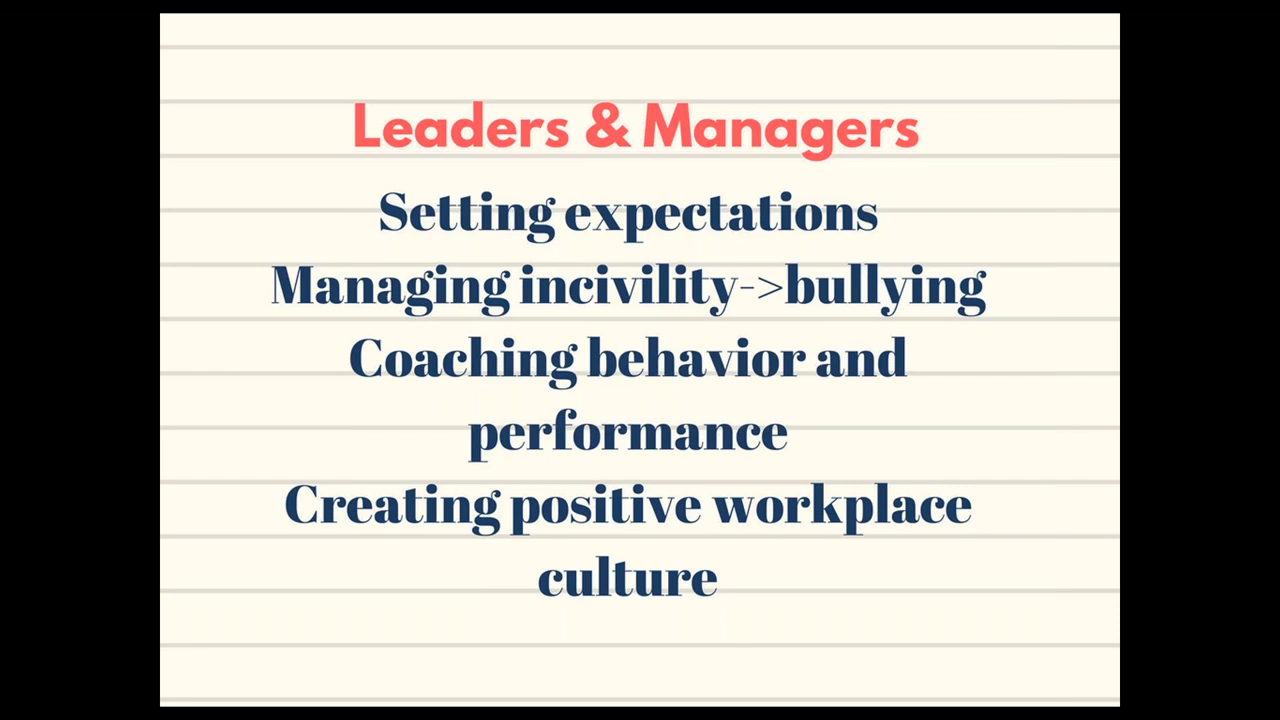 Leaders & Managers
Setting expectations
Managing incivility->bullying
Coaching behavior and
performance
Creating positive workplace
culture